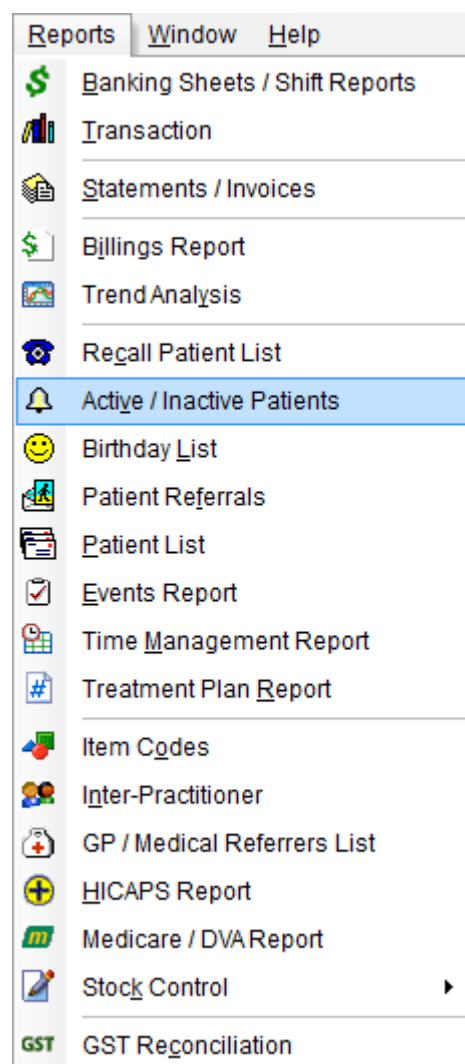 Reports Window Help
Banking Sheets / Shift Reports
Transaction
Statements / Invoices
Billings Report
Trend Analysis
Recall Patient List
Active / Inactive Patients
Birthday List
Patient Referrals
Patient List
Events Report
Time Management Report
Treatment Plan Report
Item Codes
Inter-Practitioner
GP / Medical Referrers List
HICAPS Report
Medicare / DVA Report
Stock Control
GST GST Reconciliation